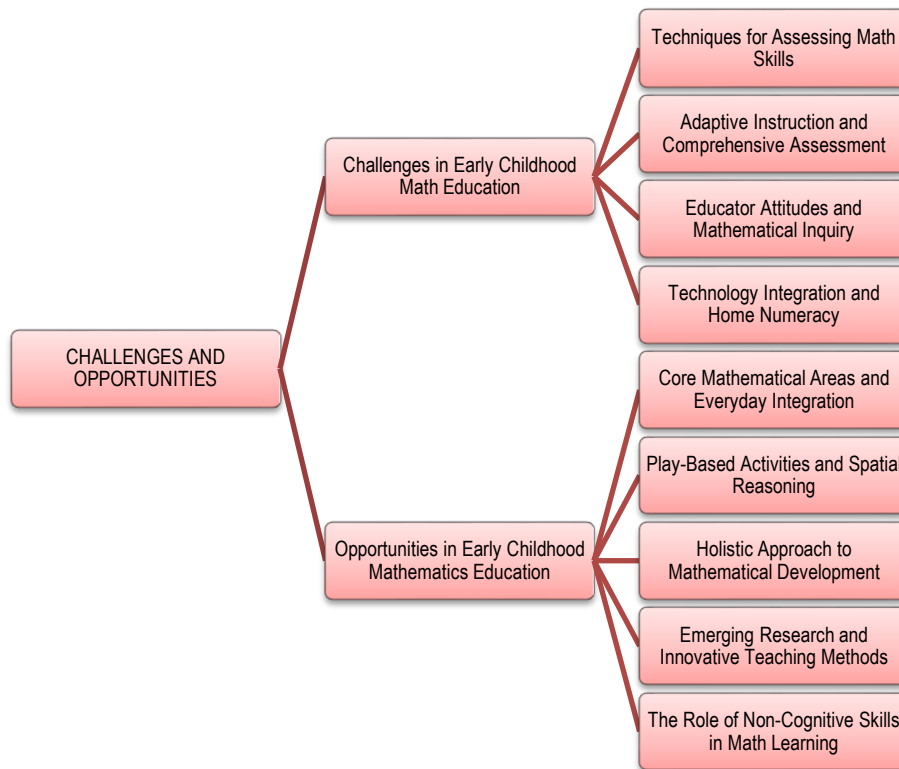 CHALLENGES AND
OPPORTUNITIES
Challenges in Early Childhood
Math Education
Techniques for Assessing Math
Skills
Adaptive Instruction and
Comprehensive Assessment
Educator Attitudes and
Mathematical Inquiry
Technology Integration and
Home Numeracy
Opportunities in Early Childhood
Mathematics Education
Core Mathematical Areas and
Everyday Integration
Play-Based Activities and Spatial
Reasoning
Holistic Approach to
Mathematical Development
Emerging Research and
Innovative Teaching Methods
The Role of Non-Cognitive Skills
in Math Learning